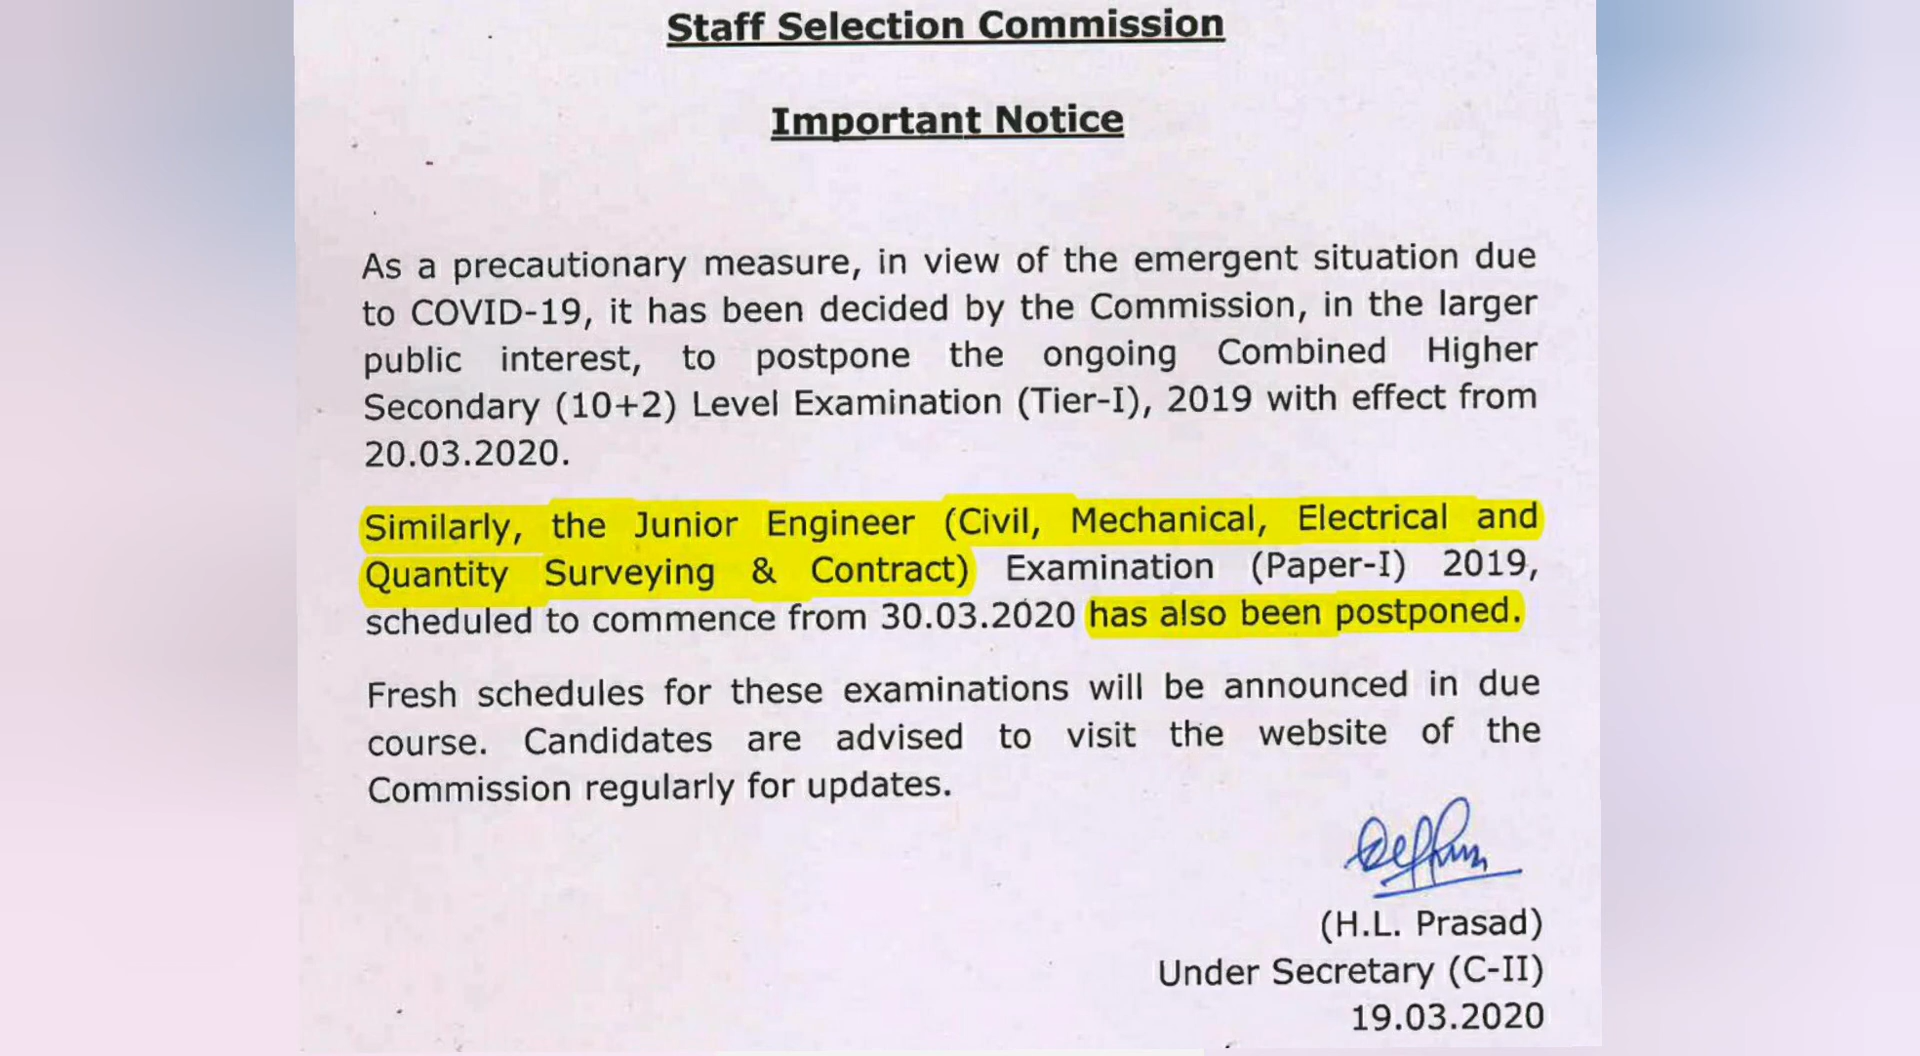 Staff Selection Commission
Important Notice
As a precautionary measure, in view of the emergent situation due
to COVID-19, it has been decided by the Commission, in the larger
public interest, to postpone the ongoing Combined Higher
Secondary (10+2) Level Examination (Tier-I), 2019 with effect from
20.03.2020.
Similarly, the Junior Engineer (Civil, Mechanical, Electrical and
Quantity Surveying & Contract) Examination (Paper-I) 2019,
scheduled to commence from 30.03.2020 has also been postponed.
Fresh schedules for these examinations will be announced in due
course. Candidates are advised to visit the website of the
Commission regularly for updates.
(H.L. Prasad)
Under Secretary (C-II)
19.03.2020